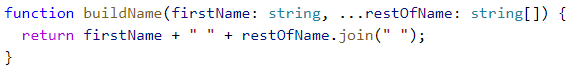 function buildName(firstName: string, ...restOfName: string[]) {
  return firstName + " " + restOfName.join(" ");
}